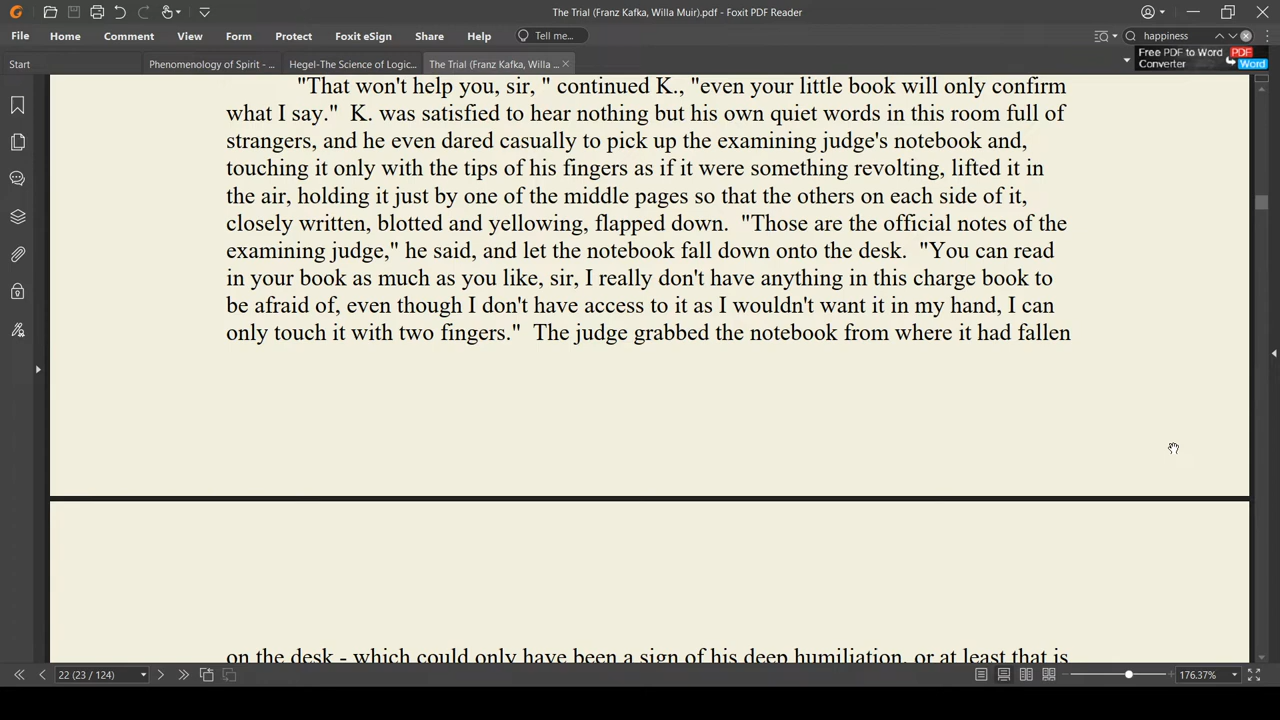 The Trial (Franz Kafka, Willa Muir).pdf - Foxit PDF Reader
File Home Comment View Form Protect Foxit eSign Share Help Tell me... happiness
Start Phenomenology of Spirit - ... Hegel-The Science of Logic... The Trial (Franz Kafka, Willa ...
Free PDF to Word PDF
Converter Word
"That won't help you, sir, " continued K., "even your little book will only confirm
what I say."  K. was satisfied to hear nothing but his own quiet words in this room full of
strangers, and he even dared casually to pick up the examining judge's notebook and,
touching it only with the tips of his fingers as if it were something revolting, lifted it in
the air, holding it just by one of the middle pages so that the others on each side of it,
closely written, blotted and yellowing, flapped down.  "Those are the official notes of the
examining judge," he said, and let the notebook fall down onto the desk.  "You can read
in your book as much as you like, sir, I really don't have anything in this charge book to
be afraid of, even though I don't have access to it as I wouldn't want it in my hand, I can
only touch it with two fingers."  The judge grabbed the notebook from where it had fallen
on the desk - which could only have been a sign of his deep humiliation, or at least that is
22 (23 / 124) 176.37%